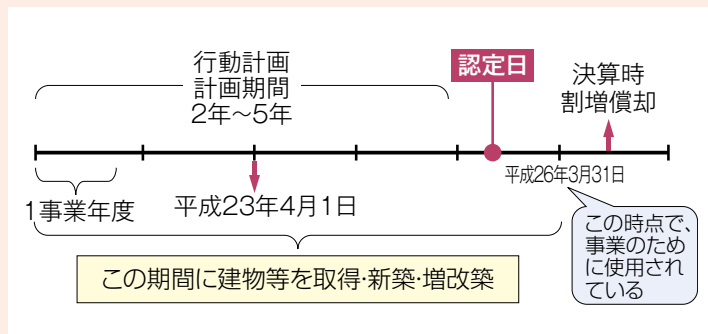 行動計画
計画期間
2年～5年
認定日
決算時
割増償却
1事業年度
平成23年4月1日
平成26年3月31日
この時点で、
事業のため
に使用され
ている
この期間に建物等を取得・新築・増改築